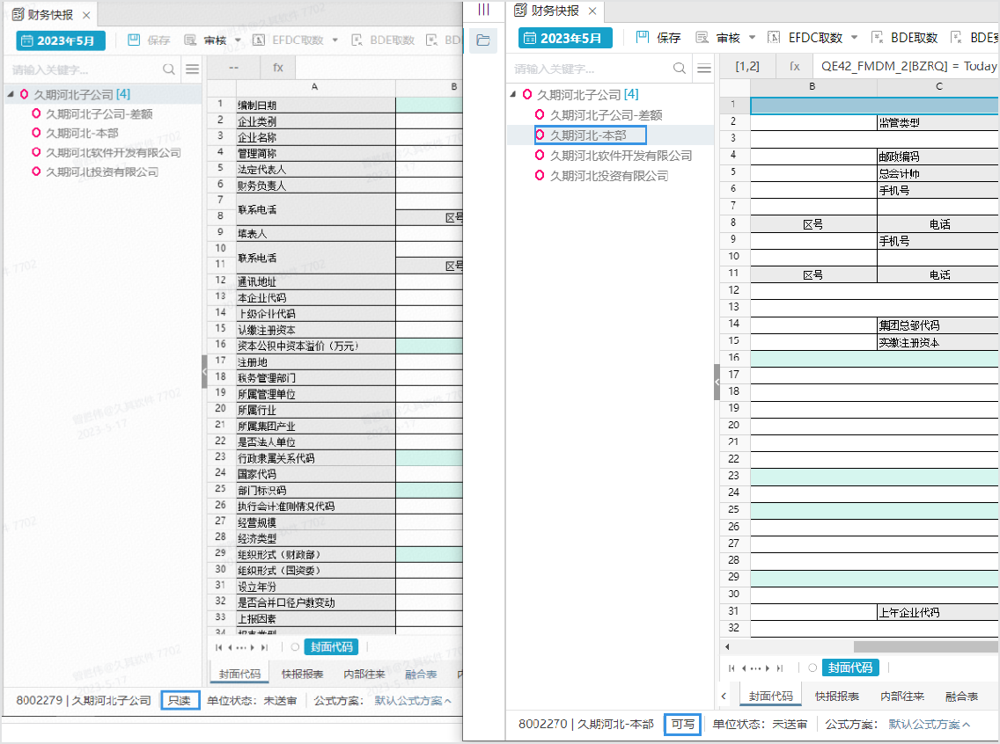 财务快报 ×
2023年5月 保存 审核 EFDC取数 BDE取数 BD
请输入关键字... -- fx
久期河北子公司 [4]
久期河北子公司-差额
久期河北-本部
久期河北软件开发有限公司
久期河北投资有限公司
A B
1 编制日期
2 企业类别
3 企业名称
4 管理简称
5 法定代表人
6 财务负责人
7
联系电话
8 区号
9 填表人
10
联系电话
11 区号
12 通讯地址
13 本企业代码
14 上级企业代码
15 认缴注册资本
16 资本公积中资本溢价（万元）
17 注册地
18 税务管理部门
19 所属管理单位
20 所属行业
21 所属集团产业
22 是否法人单位
23 行政隶属关系代码
24 国家代码
25 部门标识码
26 执行会计准则情况代码
27 经营规模
28 经济类型
29 组织形式（财政部）
30 组织形式（国资委）
31 设立年份
32 是否合并口径户数变动
33 上报因素
34 报表类型
封面代码
封面代码 快报报表 内部往来 融合表
8002279 | 久期河北子公司 只读 单位状态：未送审 公式方案：默认公式方案
财务快报 ×
2023年5月 保存 审核 EFDC取数 BDE取数 BDE
请输入关键字... [1,2] fx QE42_FMDM_2[BZRQ] = Today
久期河北子公司 [4]
久期河北子公司-差额
久期河北-本部
久期河北软件开发有限公司
久期河北投资有限公司
B C
1
2 监管类型
3
4 邮政编码
5 总会计师
6 手机号
7
8 区号 电话
9 手机号
10
11 区号 电话
12
13
14 集团总部代码
15 实缴注册资本
16
17
18
19
20
21
22
23
24
25
26
27
28
29
30
31 上年企业代码
32
封面代码
封面代码 快报报表 内部往来 融合表
8002270 | 久期河北-本部 可写 单位状态：未送审 公式方案：默认公式方案